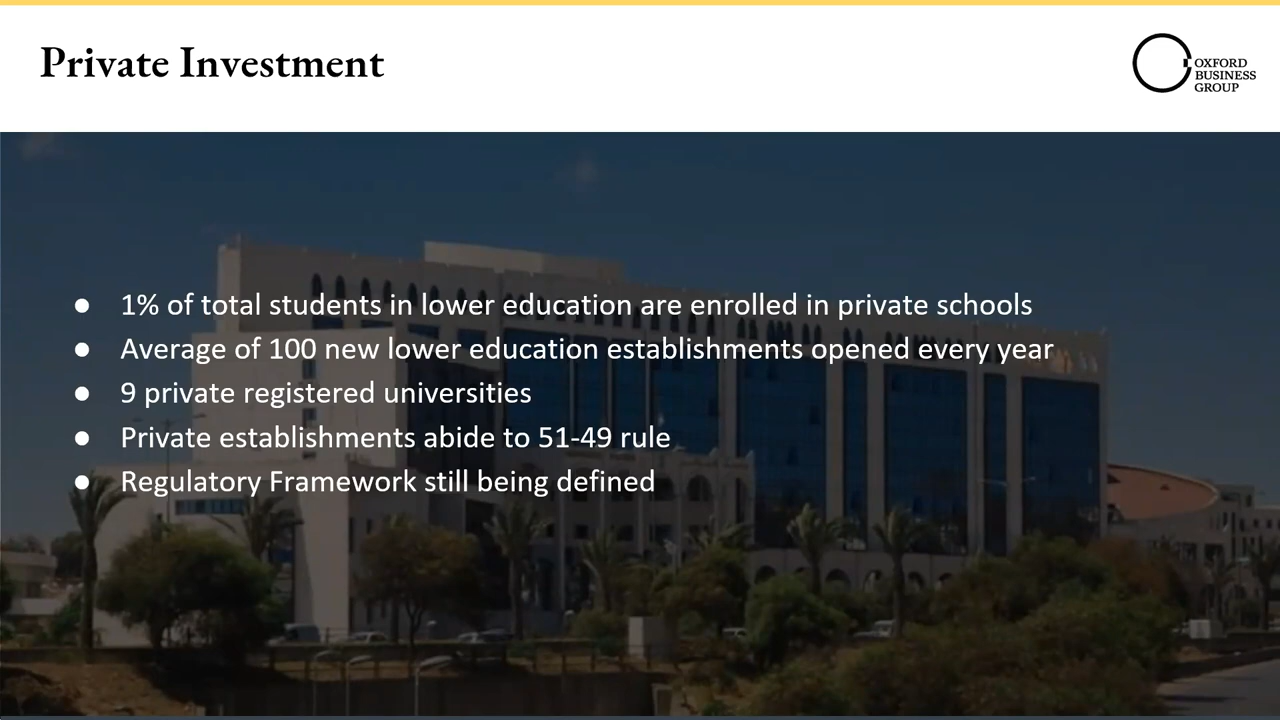 Private Investment
OXFORD
BUSINESS
GROUP
● 1% of total students in lower education are enrolled in private schools
● Average of 100 new lower education establishments opened every year
● 9 private registered universities
● Private establishments abide to 51-49 rule
● Regulatory Framework still being defined